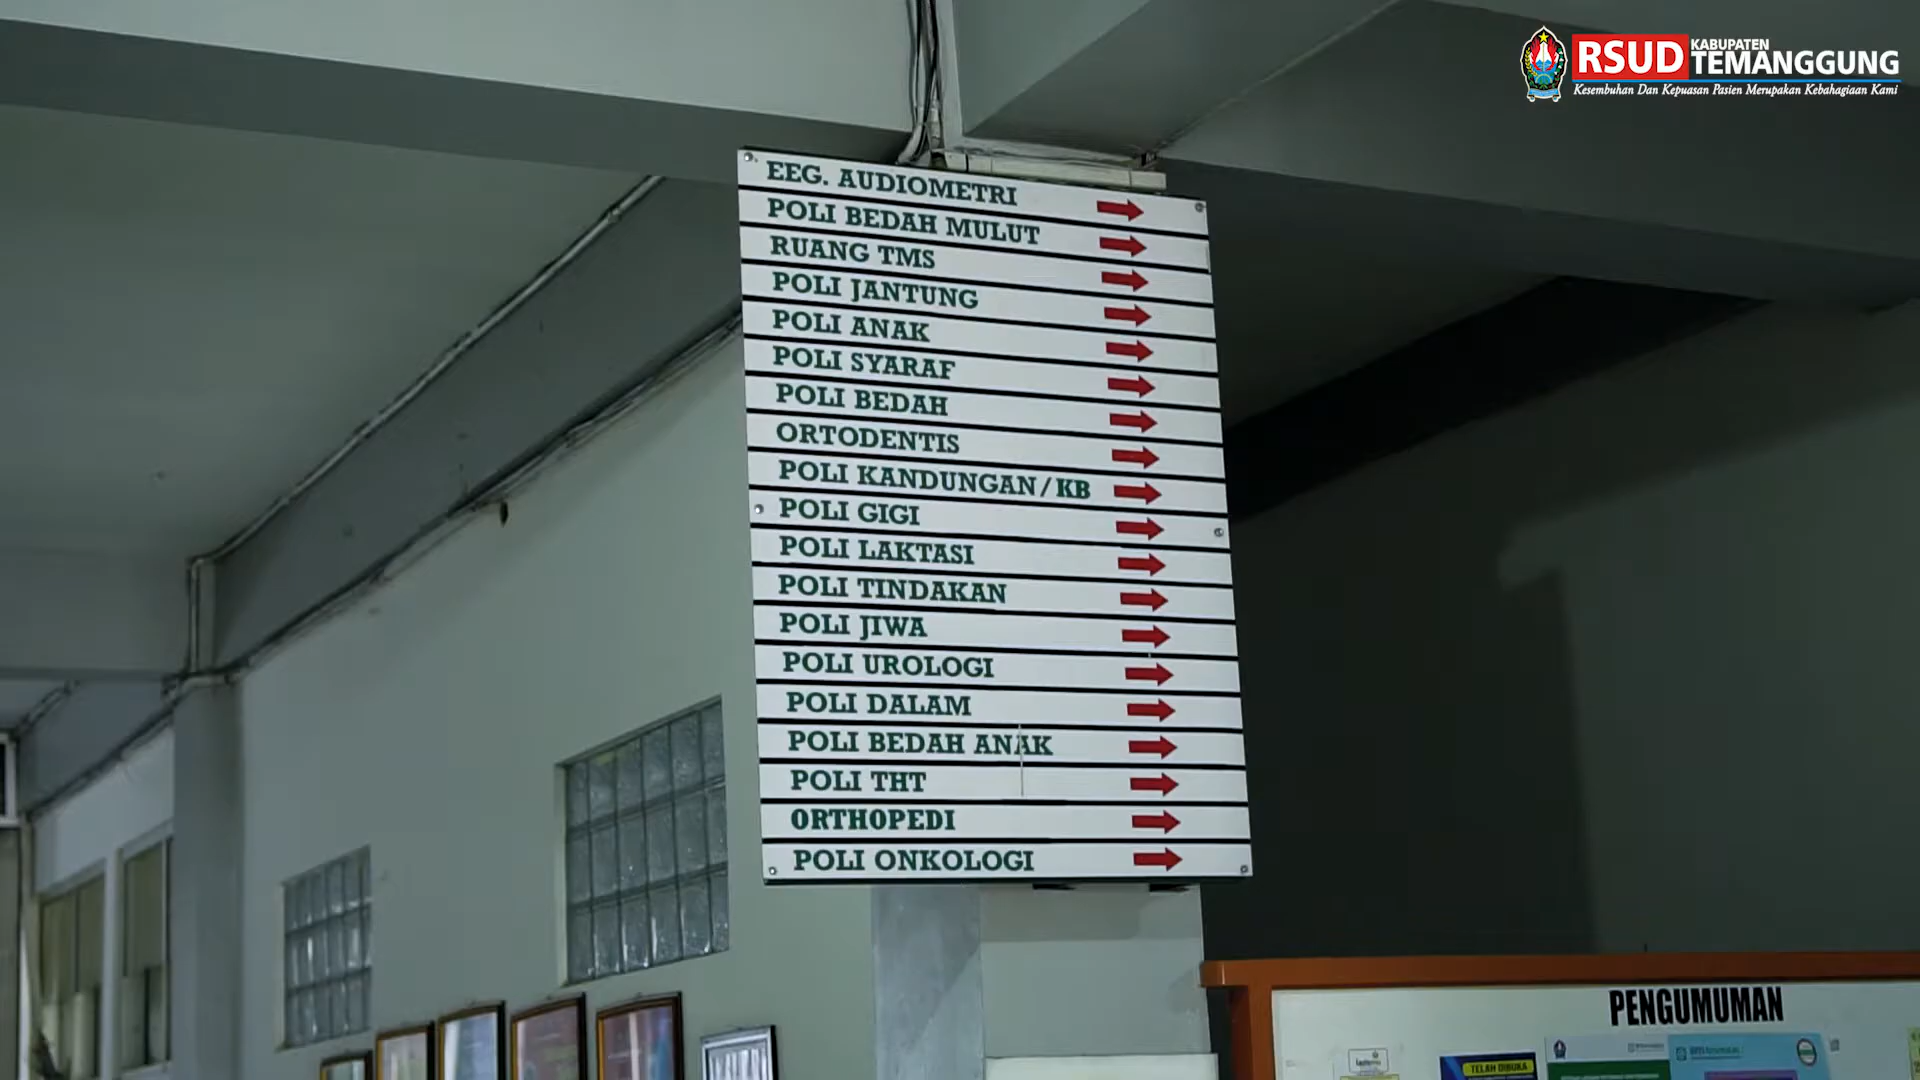 RSUD KABUPATEN TEMANGGUNG
Kesembuhan Dan Kepuasan Pasien Merupakan Kebahagiaan Kami
EEG. AUDIOMETRI
POLI BEDAH MULUT
RUANG TMS
POLI JANTUNG
POLI ANAK
POLI SYARAF
POLI BEDAH
ORTODENTIS
POLI KANDUNGAN/KB
POLI GIGI
POLI LAKTASI
POLI TINDAKAN
POLI JIWA
POLI UROLOGI
POLI DALAM
POLI BEDAH ANAK
POLI THT
ORTHOPEDI
POLI ONKOLOGI
PENGUMUMAN
TELAH DIBUKA